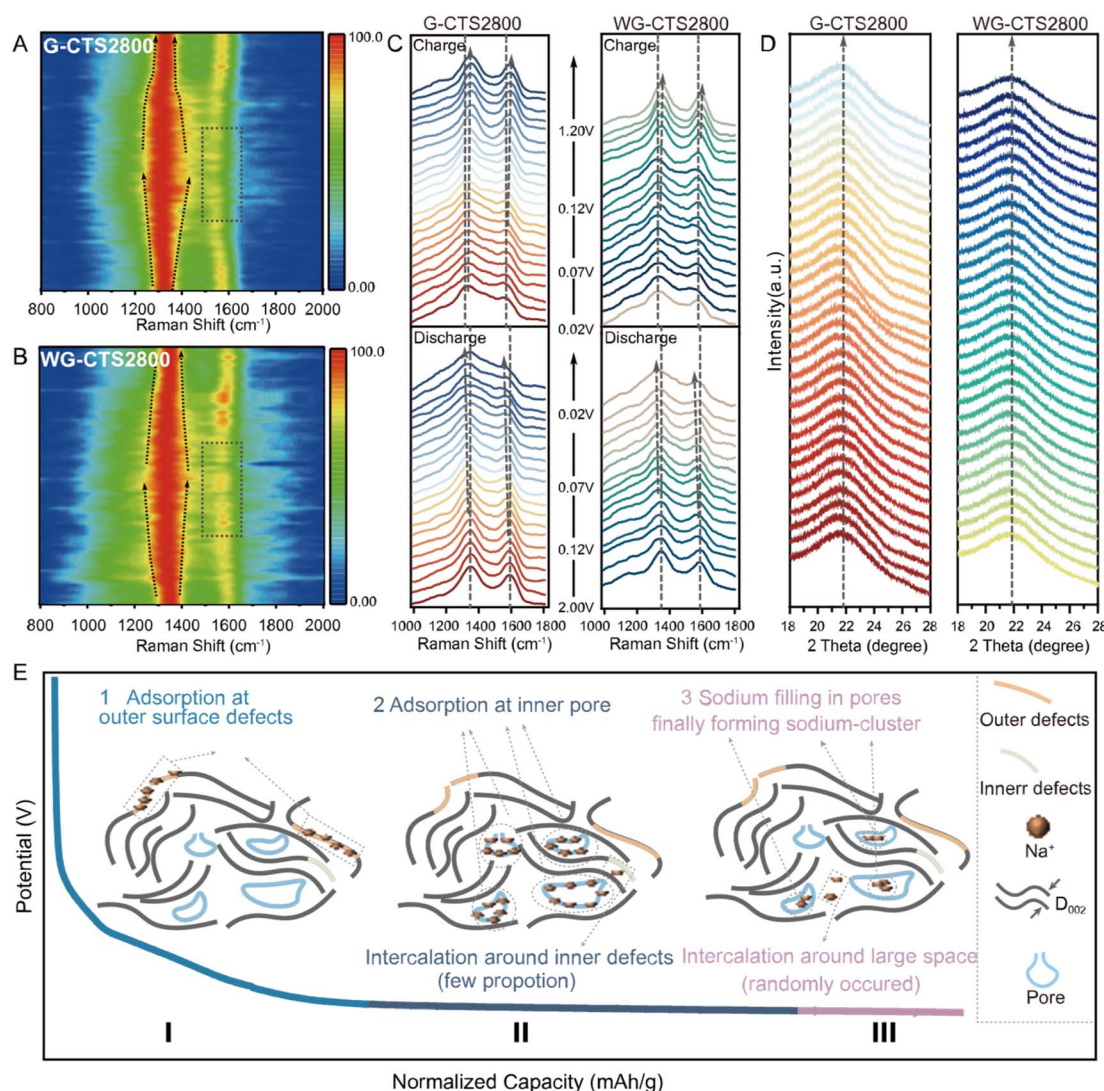 A
G-CTS2800
100.0
0.00
800 1000 1200 1400 1600 1800 2000
Raman Shift (cm⁻¹)
B
WG-CTS2800
100.0
0.00
800 1000 1200 1400 1600 1800 2000
Raman Shift (cm⁻¹)
C
G-CTS2800
WG-CTS2800
Charge
Charge
1.20V
0.12V
0.07V
0.02V
Discharge
Discharge
0.02V
0.07V
0.12V
2.00V
1000 1200 1400 1600 1800
1000 1200 1400 1600 1800
Raman Shift (cm⁻¹)
Raman Shift (cm⁻¹)
D
G-CTS2800
WG-CTS2800
Intensity(a.u.)
18 20 22 24 26 28
18 20 22 24 26 28
2 Theta (degree)
2 Theta (degree)
E
Potential (V)
1 Adsorption at
outer surface defects
2 Adsorption at inner pore
3 Sodium filling in pores
finally forming sodium-cluster
Intercalation around inner defects
(few propotion)
Intercalation around large space
(randomly occured)
I
II
III
Outer defects
Innerr defects
Na⁺
D₀₀₂
Pore
Normalized Capacity (mAh/g)